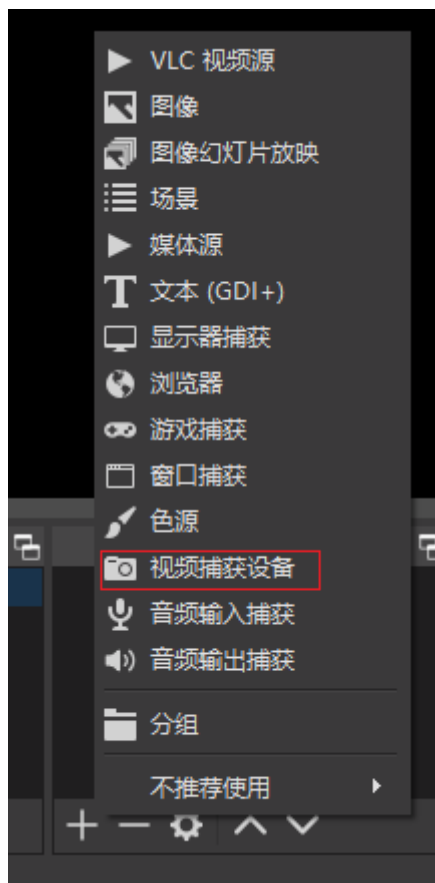 VLC 视频源
图像
图像幻灯片放映
场景
媒体源
文本 (GDI+)
显示器捕获
浏览器
游戏捕获
窗口捕获
色源
视频捕获设备
音频输入捕获
音频输出捕获
分组
不推荐使用